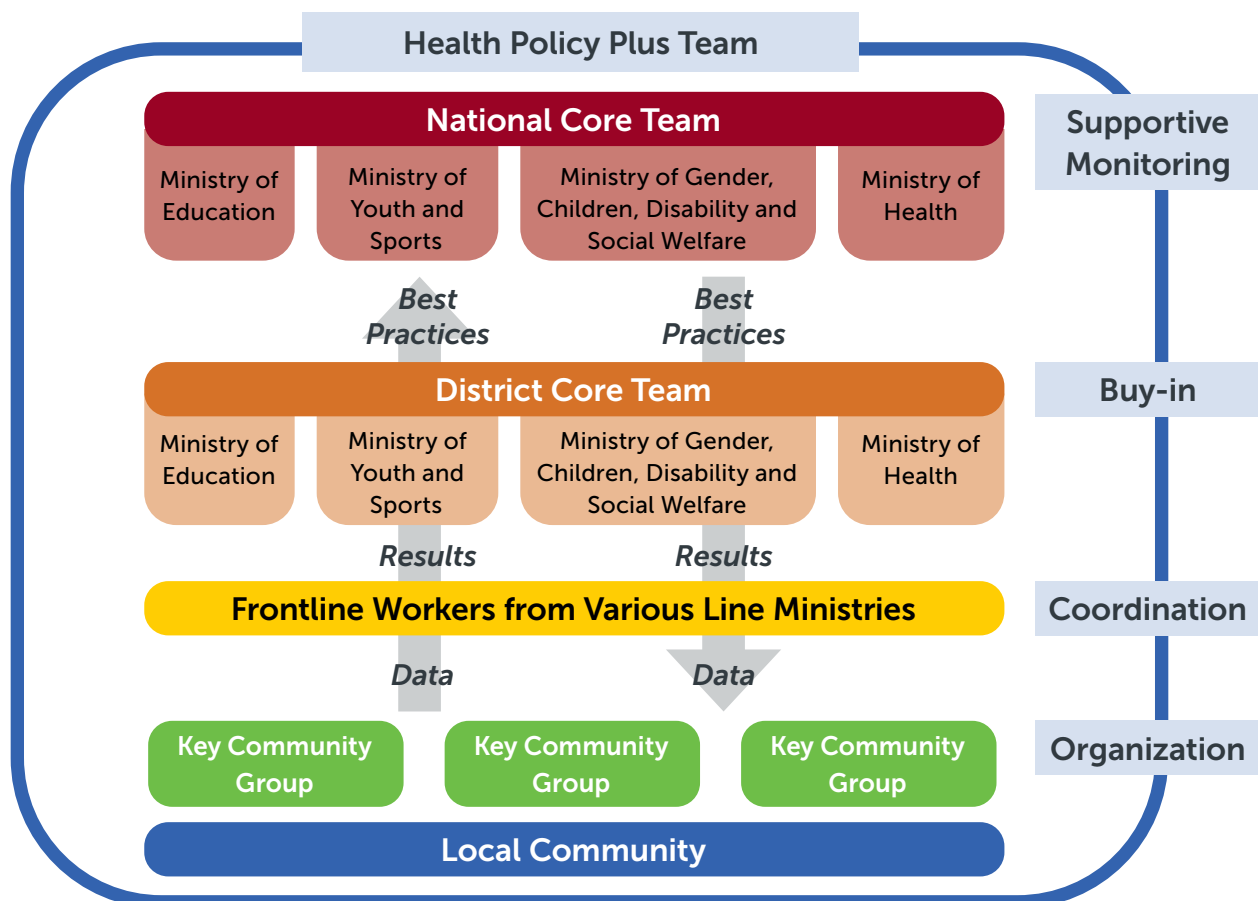 Health Policy Plus Team
National Core Team
Supportive
Monitoring
Ministry of
Education
Ministry of
Youth and
Sports
Ministry of Gender,
Children, Disability and
Social Welfare
Ministry of
Health
Best
Practices
Best
Practices
District Core Team
Buy-in
Ministry of
Education
Ministry of
Youth and
Sports
Ministry of Gender,
Children, Disability and
Social Welfare
Ministry of
Health
Results
Results
Frontline Workers from Various Line Ministries
Coordination
Data
Data
Key Community
Group
Key Community
Group
Key Community
Group
Organization
Local Community